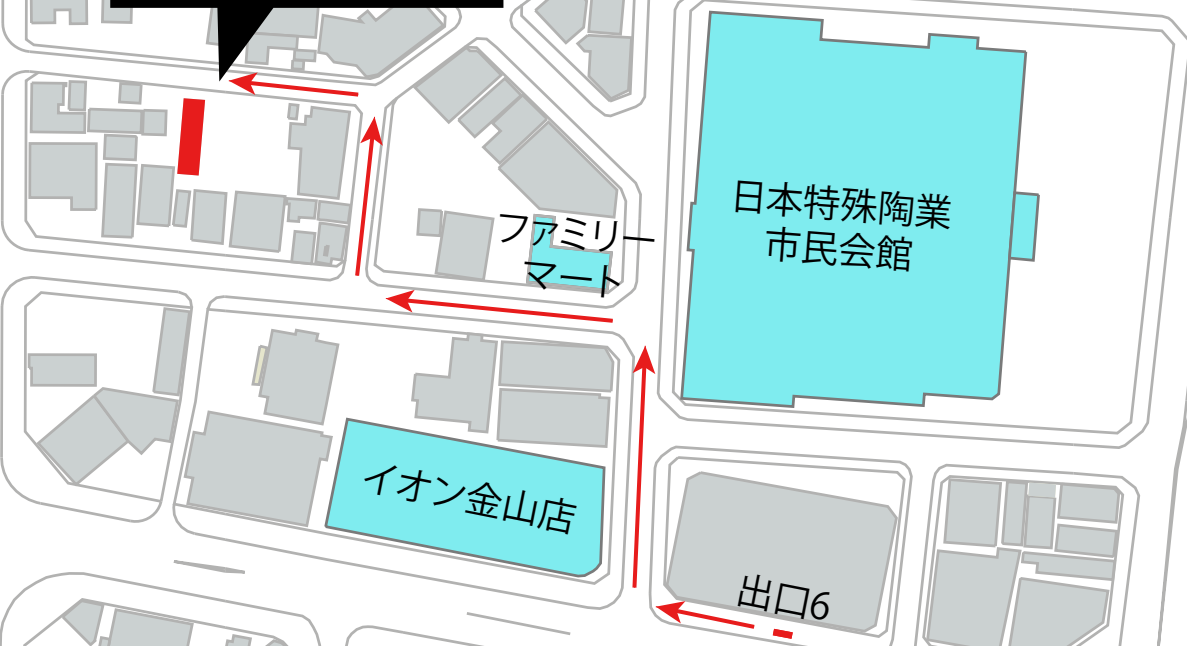 日本特殊陶業
市民会館
ファミリー
マート
イオン金山店
出口6